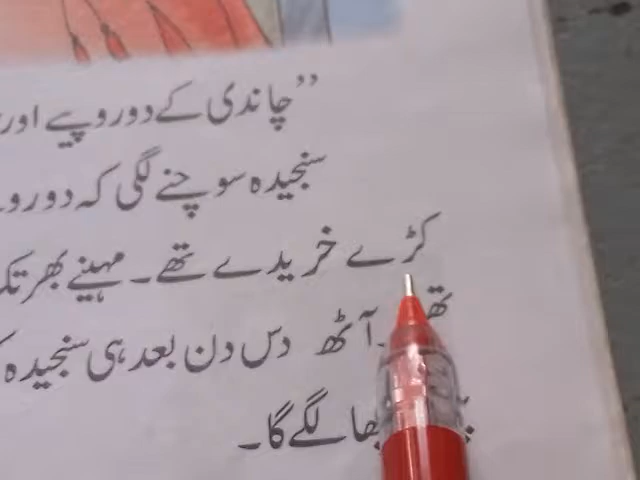 ”چاندی کے دو روپے اور
سنجیدہ سوچنے لگی کہ دو رو
کڑے خریدے تھے۔ مہینے بھر تک
آٹھ دس دن بعد ہی سنجیدہ
لگے گا۔